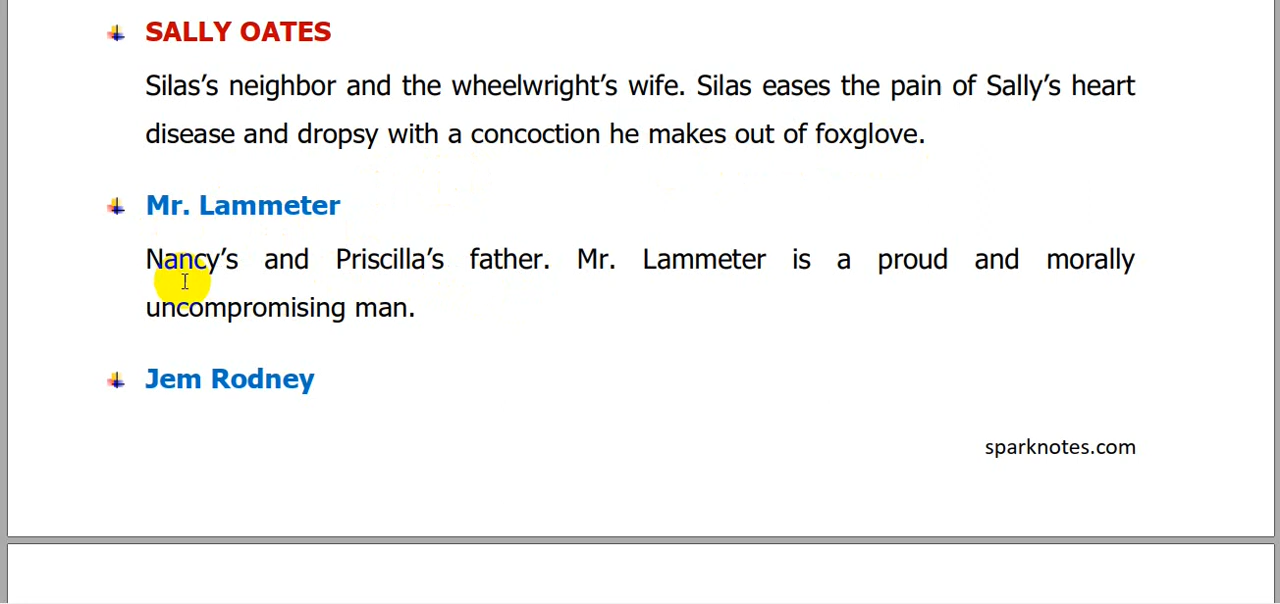 SALLY OATES
Silas’s neighbor and the wheelwright’s wife. Silas eases the pain of Sally’s heart
disease and dropsy with a concoction he makes out of foxglove.
Mr. Lammeter
Nancy’s and Priscilla’s father. Mr. Lammeter is a proud and morally
uncompromising man.
Jem Rodney
sparknotes.com